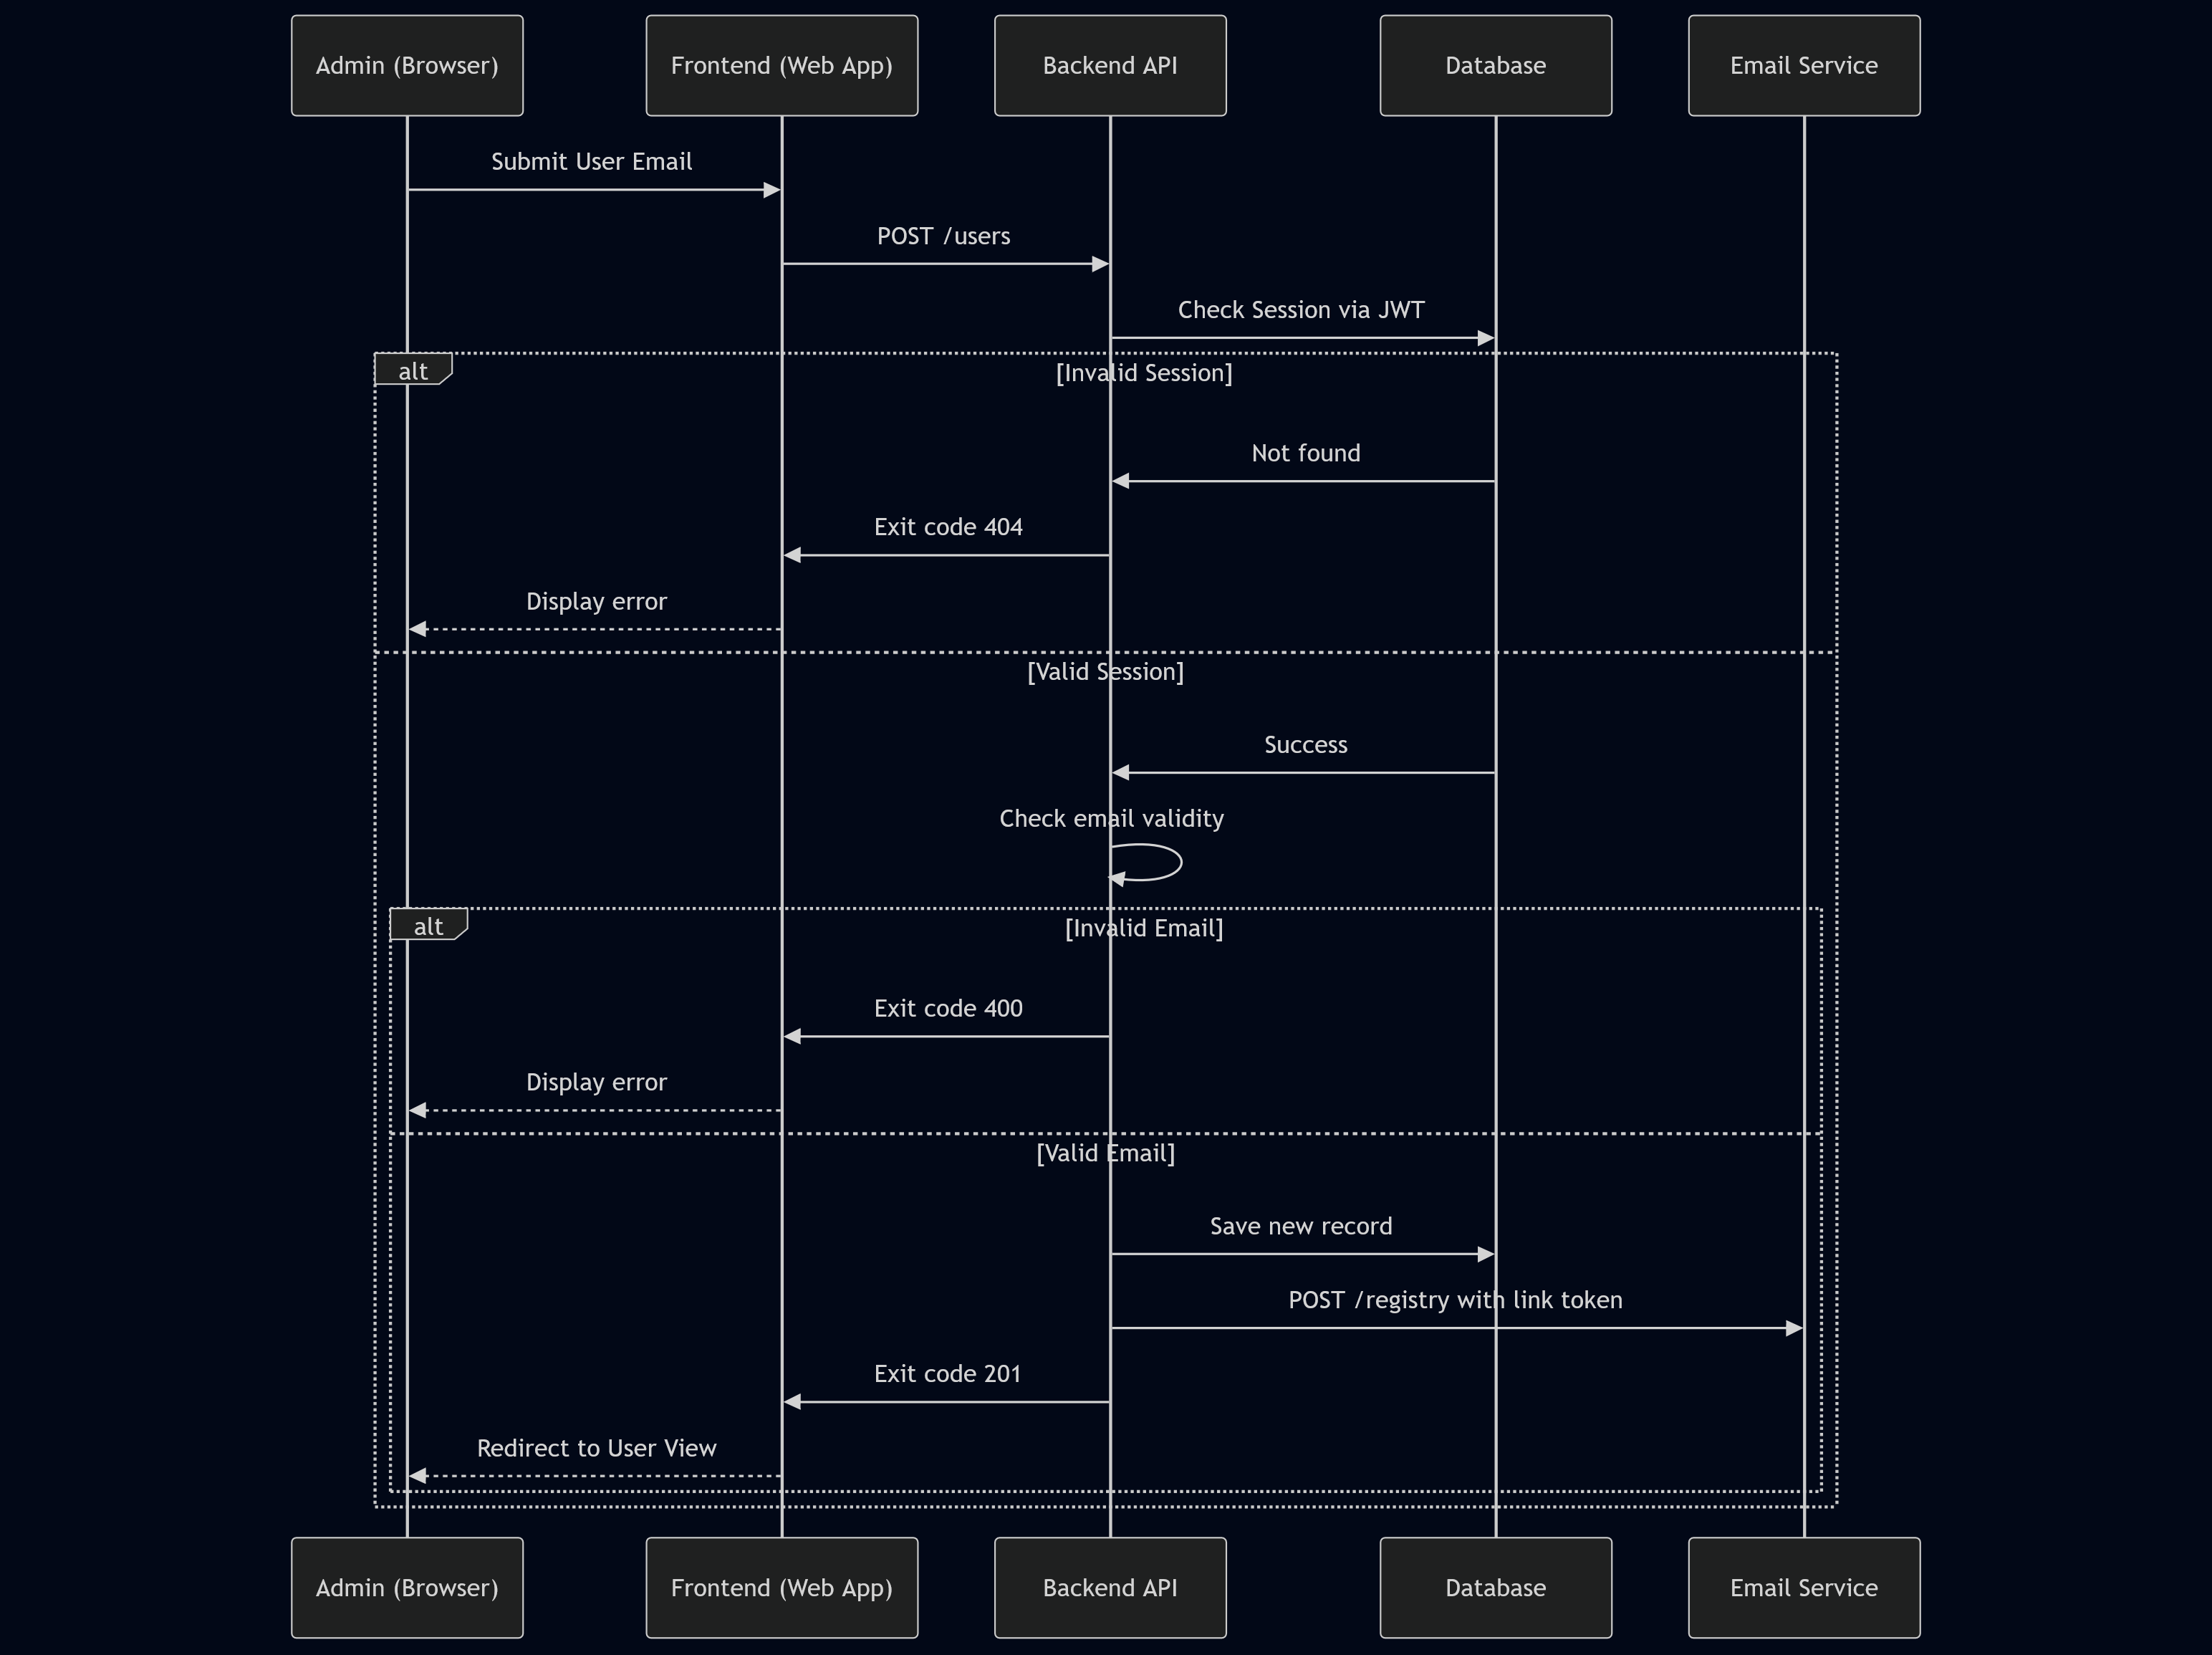 Admin (Browser)
Frontend (Web App)
Backend API
Database
Email Service
Submit User Email
POST /users
Check Session via JWT
alt
[Invalid Session]
Not found
Exit code 404
Display error
[Valid Session]
Success
Check email validity
alt
[Invalid Email]
Exit code 400
Display error
[Valid Email]
Save new record
POST /registry with link token
Exit code 201
Redirect to User View
Admin (Browser)
Frontend (Web App)
Backend API
Database
Email Service